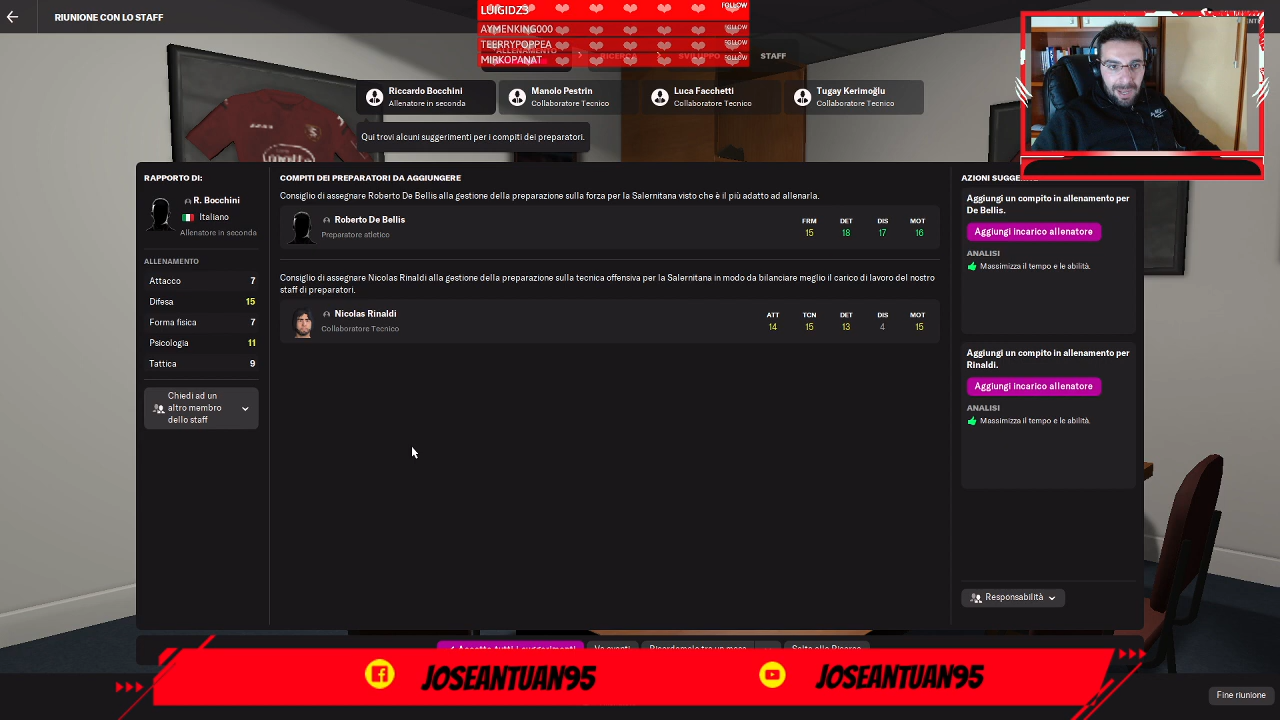 RIUNIONE CON LO STAFF
LUIGIDZ3 FOLLOW
AYMENKING000 FOLLOW
TEERRYPOPPEA FOLLOW
MIRKOPANAT FOLLOW
STAFF
Riccardo Bocchini
Allenatore in seconda
Manolo Pestrin
Collaboratore Tecnico
Luca Facchetti
Collaboratore Tecnico
Tugay Kerimoğlu
Collaboratore Tecnico
Qui trovi alcuni suggerimenti per i compiti dei preparatori.
RAPPORTO DI:
R. Bocchini
Italiano
Allenatore in seconda
ALLENAMENTO
Attacco 7
Difesa 15
Forma fisica 7
Psicologia 11
Tattica 9
Chiedi ad un
altro membro
dello staff
COMPITI DEI PREPARATORI DA AGGIUNGERE
Consiglio di assegnare Roberto De Bellis alla gestione della preparazione sulla forza per la Salernitana visto che è il più adatto ad allenarla.
Roberto De Bellis
Preparatore atletico
FRM DET DIS MOT
15 18 17 16
Consiglio di assegnare Nicolas Rinaldi alla gestione della preparazione sulla tecnica offensiva per la Salernitana in modo da bilanciare meglio il carico di lavoro del nostro
staff di preparatori.
Nicolas Rinaldi
Collaboratore Tecnico
ATT TCN DET DIS MOT
14 15 13 4 15
AZIONI
Aggiungi un compito in allenamento per
De Bellis.
Aggiungi incarico allenatore
ANALISI
Massimizza il tempo e le abilità.
Aggiungi un compito in allenamento per
Rinaldi.
Aggiungi incarico allenatore
ANALISI
Massimizza il tempo e le abilità.
Responsabilità
JOSEANTUAN95
JOSEANTUAN95
Fine riunione